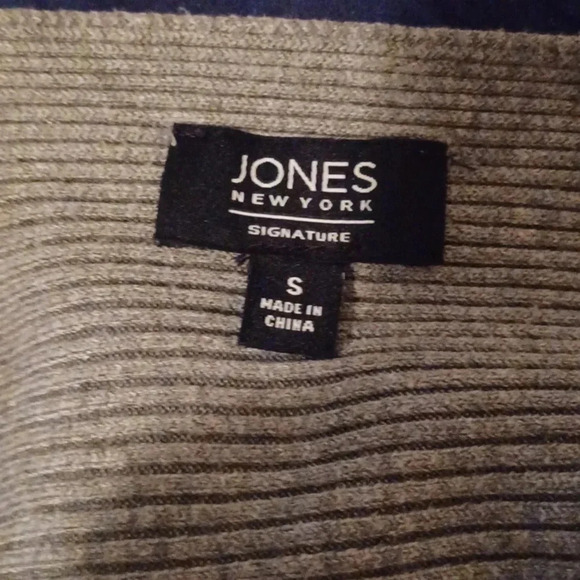 JONES
NEW YORK
SIGNATURE
S
MADE IN
CHINA